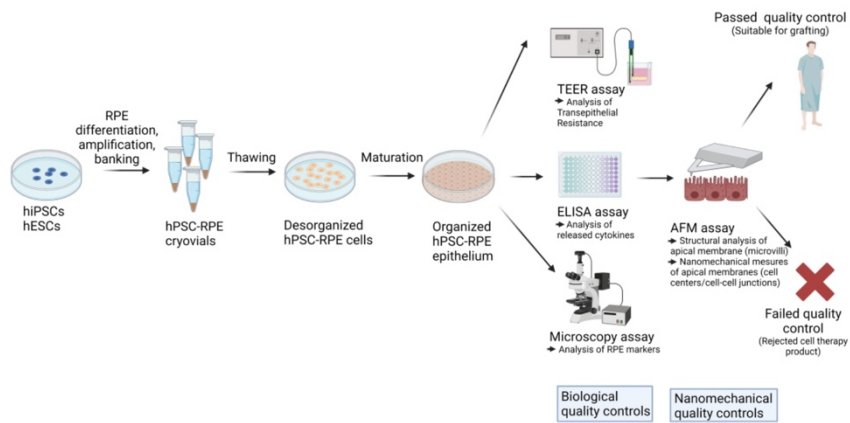 RPE
differentiation,
amplification,
banking
hiPSCs
hESCs
hPSC-RPE
cryovials
Thawing
Desorganized
hPSC-RPE cells
Maturation
Organized
hPSC-RPE
epithelium
TEER assay
Analysis of
Transepithelial
Resistance
ELISA assay
Analysis of
released cytokines
Microscopy assay
Analysis of RPE markers
AFM assay
Structural analysis of
apical membrane (microvilli)
Nanomechanical mesures
of apical membranes (cell
centers/cell-cell junctions)
Passed quality control
(Suitable for grafting)
Failed quality
control
(Rejected cell therapy
product)
Biological
quality controls
Nanomechanical
quality controls